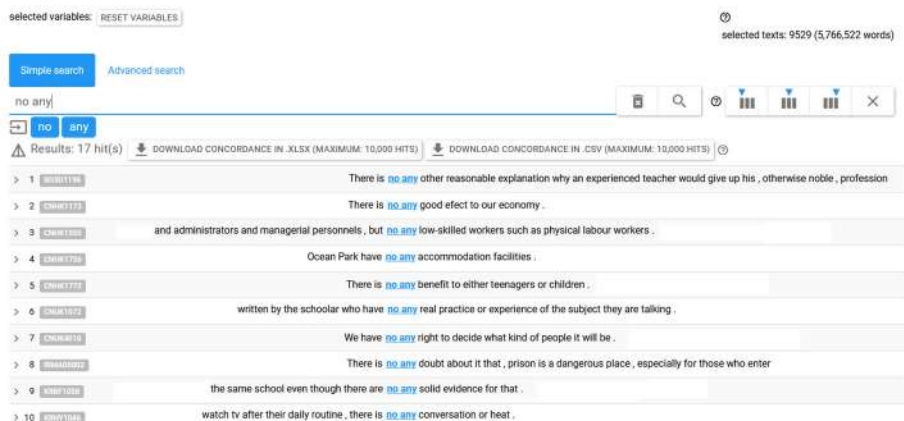 selected variables: RESET VARIABLES
selected texts: 9529 (5,766,522 words)
Simple search Advanced search
no any
no any
Results: 17 hit(s) DOWNLOAD CONCORDANCE IN .XLSX (MAXIMUM: 10,000 HITS) DOWNLOAD CONCORDANCE IN .CSV (MAXIMUM: 10,000 HITS)
> 1 There is no any other reasonable explanation why an experienced teacher would give up his , otherwise noble , profession
> 2 CNHK1173 There is no any good efect to our economy .
> 3 and administrators and managerial personnels , but no any low-skilled workers such as physical labour workers .
> 4 CNHK1726 Ocean Park have no any accommodation facilities .
> 5 CNHK1772 There is no any benefit to either teenagers or children .
> 6 CNUK1072 written by the schoolar who have no any real practice or experience of the subject they are talking .
> 7 CNUK4010 We have no any right to decide what kind of people it will be .
> 8 There is no any doubt about it that , prison is a dangerous place , especially for those who enter
> 9 the same school even though there are no any solid evidence for that .
> 10 watch tv after their daily routine , there is no any conversation or heat .